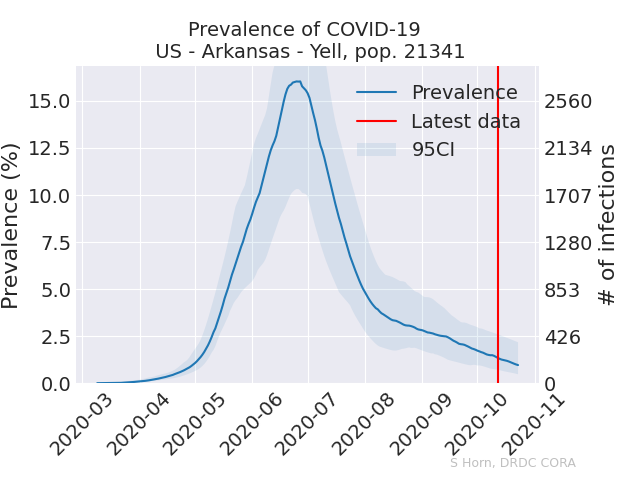 Prevalence of COVID-19
US - Arkansas - Yell, pop. 21341
Prevalence
Latest data
95CI
15.0
12.5
10.0
7.5
5.0
2.5
0.0
Prevalence (%)
2560
2134
1707
1280
853
426
0
# of infections
2020-03
2020-04
2020-05
2020-06
2020-07
2020-08
2020-09
2020-10
2020-11
S Horn, DRDC CORA